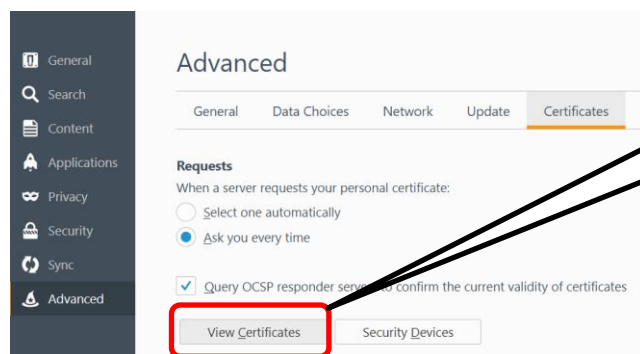 General
Search
Content
Applications
Privacy
Security
Sync
Advanced
Advanced
General Data Choices Network Update Certificates
Requests
When a server requests your personal certificate:
Select one automatically
Ask you every time
Query OCSP responder servers to confirm the current validity of certificates
View Certificates Security Devices